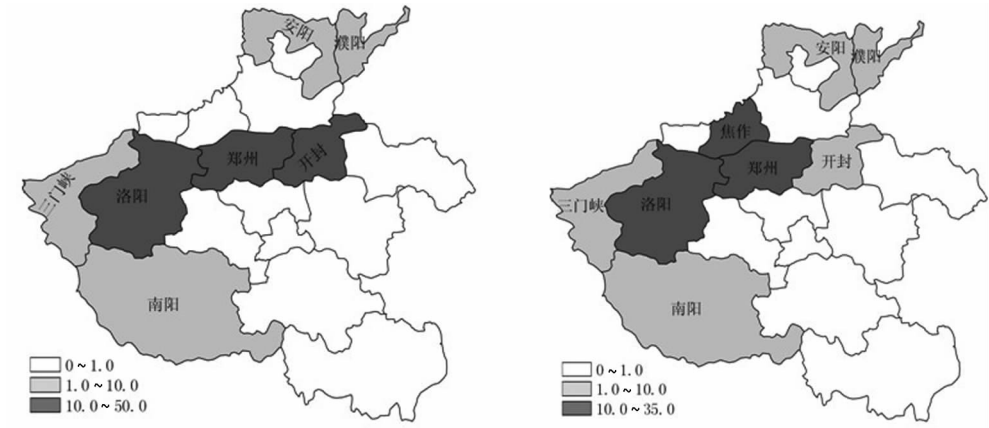 安阳
濮阳
郑州
开封
三门峡
洛阳
南阳
0~1.0
1.0~10.0
10.0~50.0
安阳
濮阳
焦作
郑州
开封
三门峡
洛阳
南阳
0~1.0
1.0~10.0
10.0~35.0